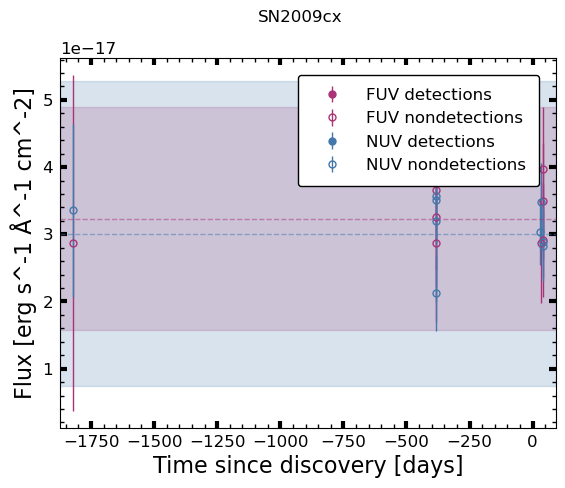 SN2009cx
1e−17
FUV detections
FUV nondetections
NUV detections
NUV nondetections
5
4
3
2
1
Flux [erg s^-1 Å^-1 cm^-2]
−1750 −1500 −1250 −1000 −750 −500 −250 0
Time since discovery [days]